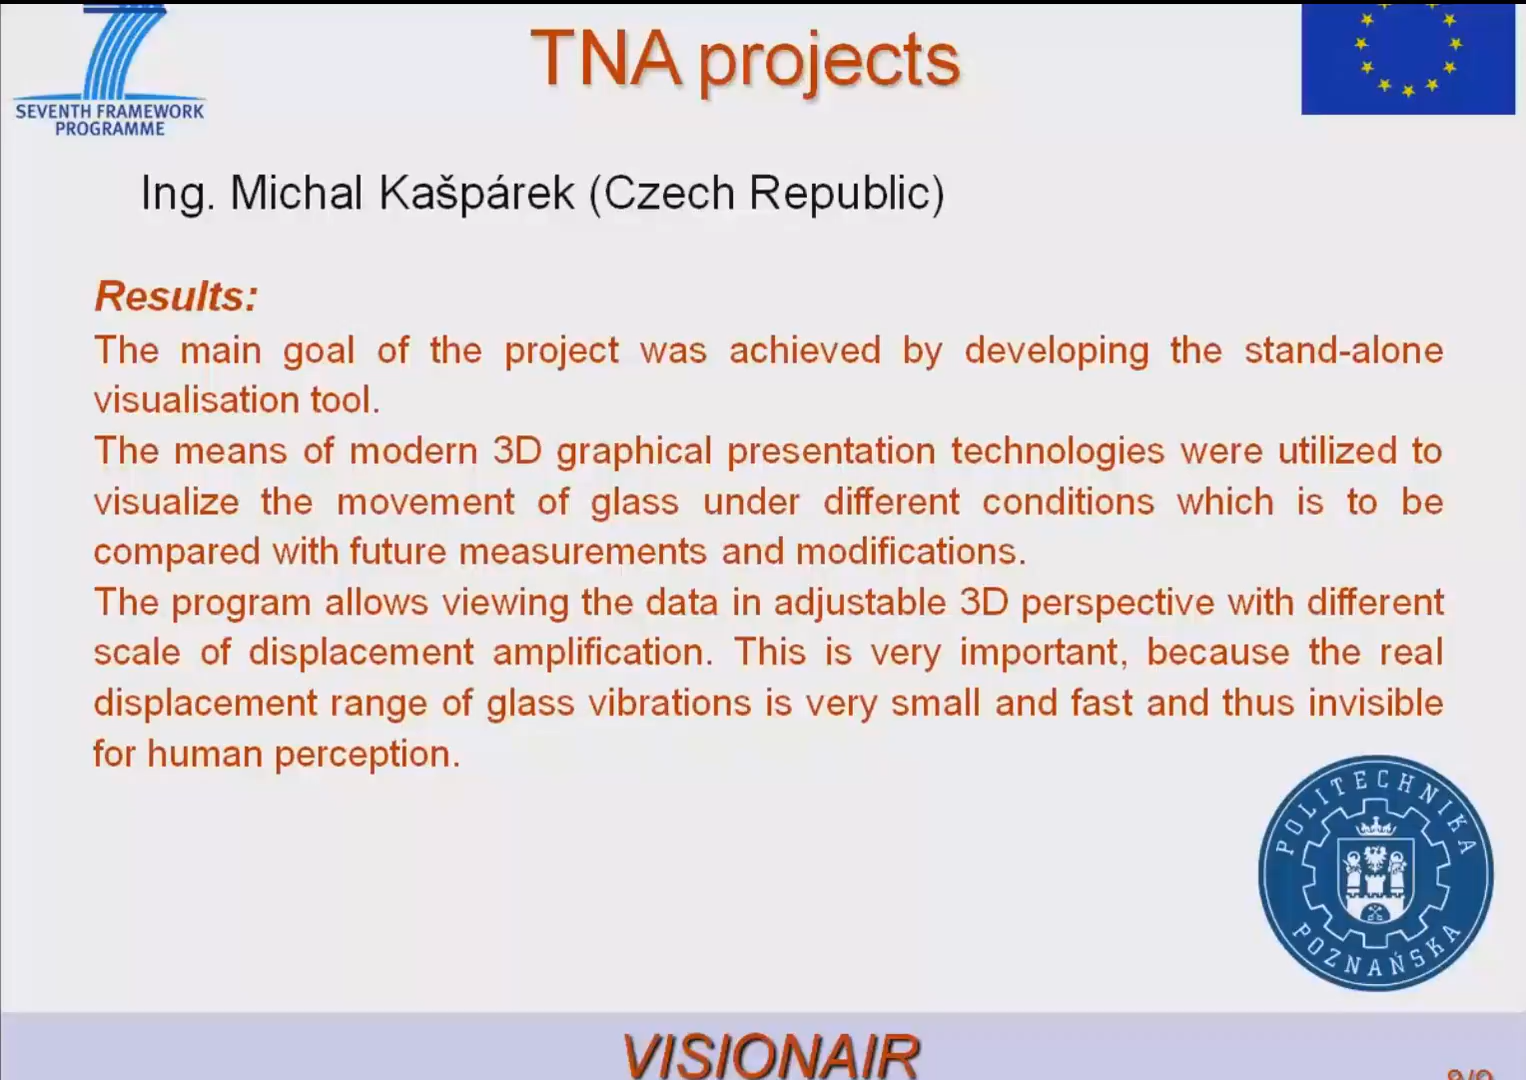 TNA projects
SEVENTH FRAMEWORK
PROGRAMME
Ing. Michal Kašpárek (Czech Republic)
Results:
The main goal of the project was achieved by developing the stand-alone
visualisation tool.
The means of modern 3D graphical presentation technologies were utilized to
visualize the movement of glass under different conditions which is to be
compared with future measurements and modifications.
The program allows viewing the data in adjustable 3D perspective with different
scale of displacement amplification. This is very important, because the real
displacement range of glass vibrations is very small and fast and thus invisible
for human perception.
POLITECHNIKA
POZNAŃSKA
VISIONAIR